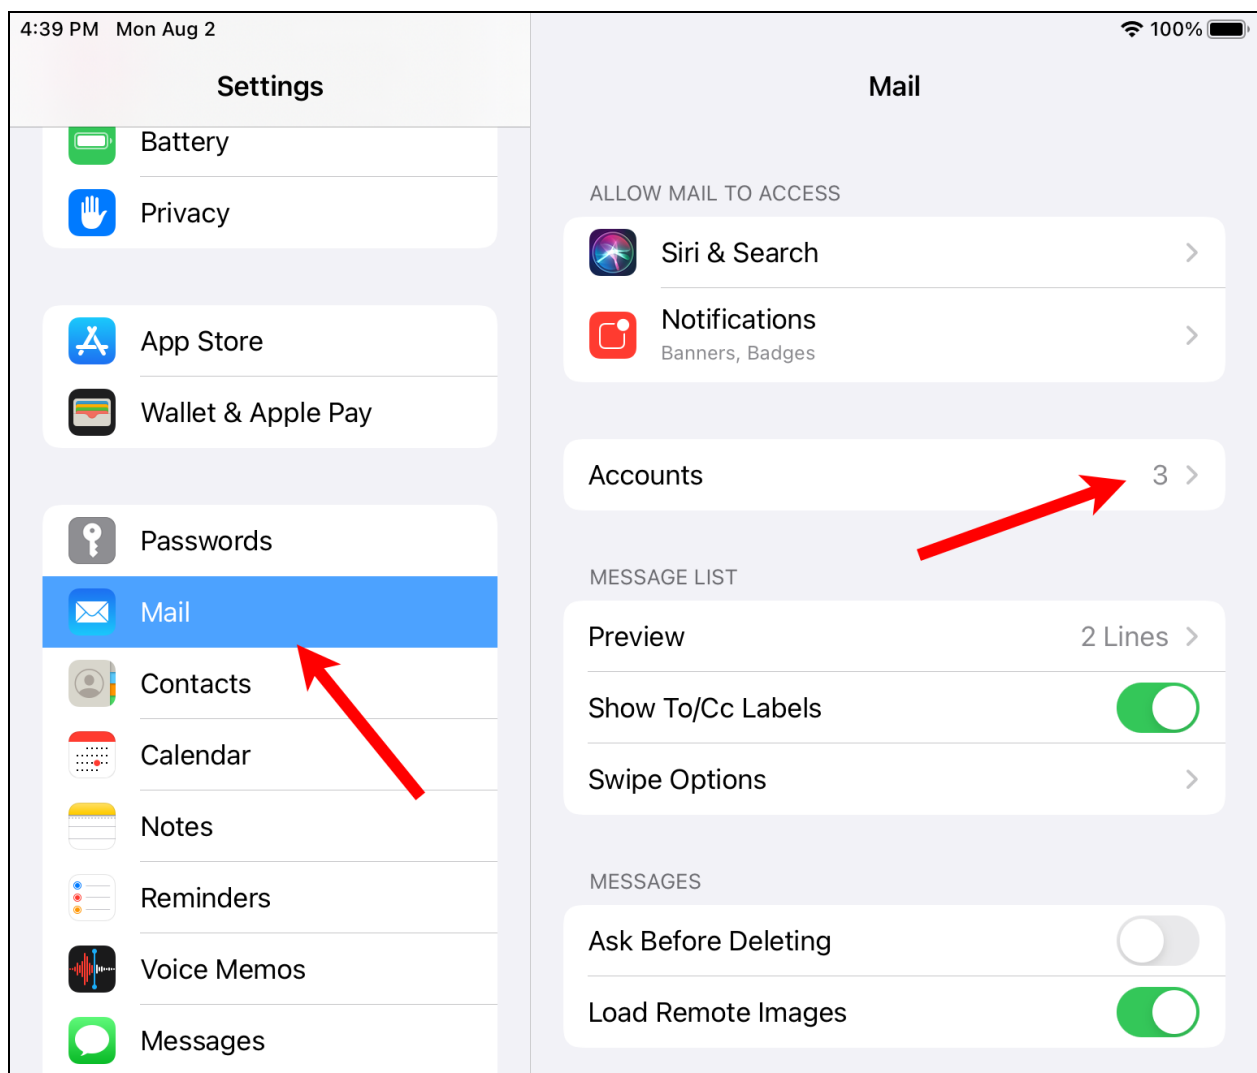 4:39 PM Mon Aug 2
100%
Settings
Battery
Privacy
App Store
Wallet & Apple Pay
Passwords
Mail
Contacts
Calendar
Notes
Reminders
Voice Memos
Messages
Mail
ALLOW MAIL TO ACCESS
Siri & Search
Notifications
Banners, Badges
Accounts 3
MESSAGE LIST
Preview 2 Lines
Show To/Cc Labels
Swipe Options
MESSAGES
Ask Before Deleting
Load Remote Images